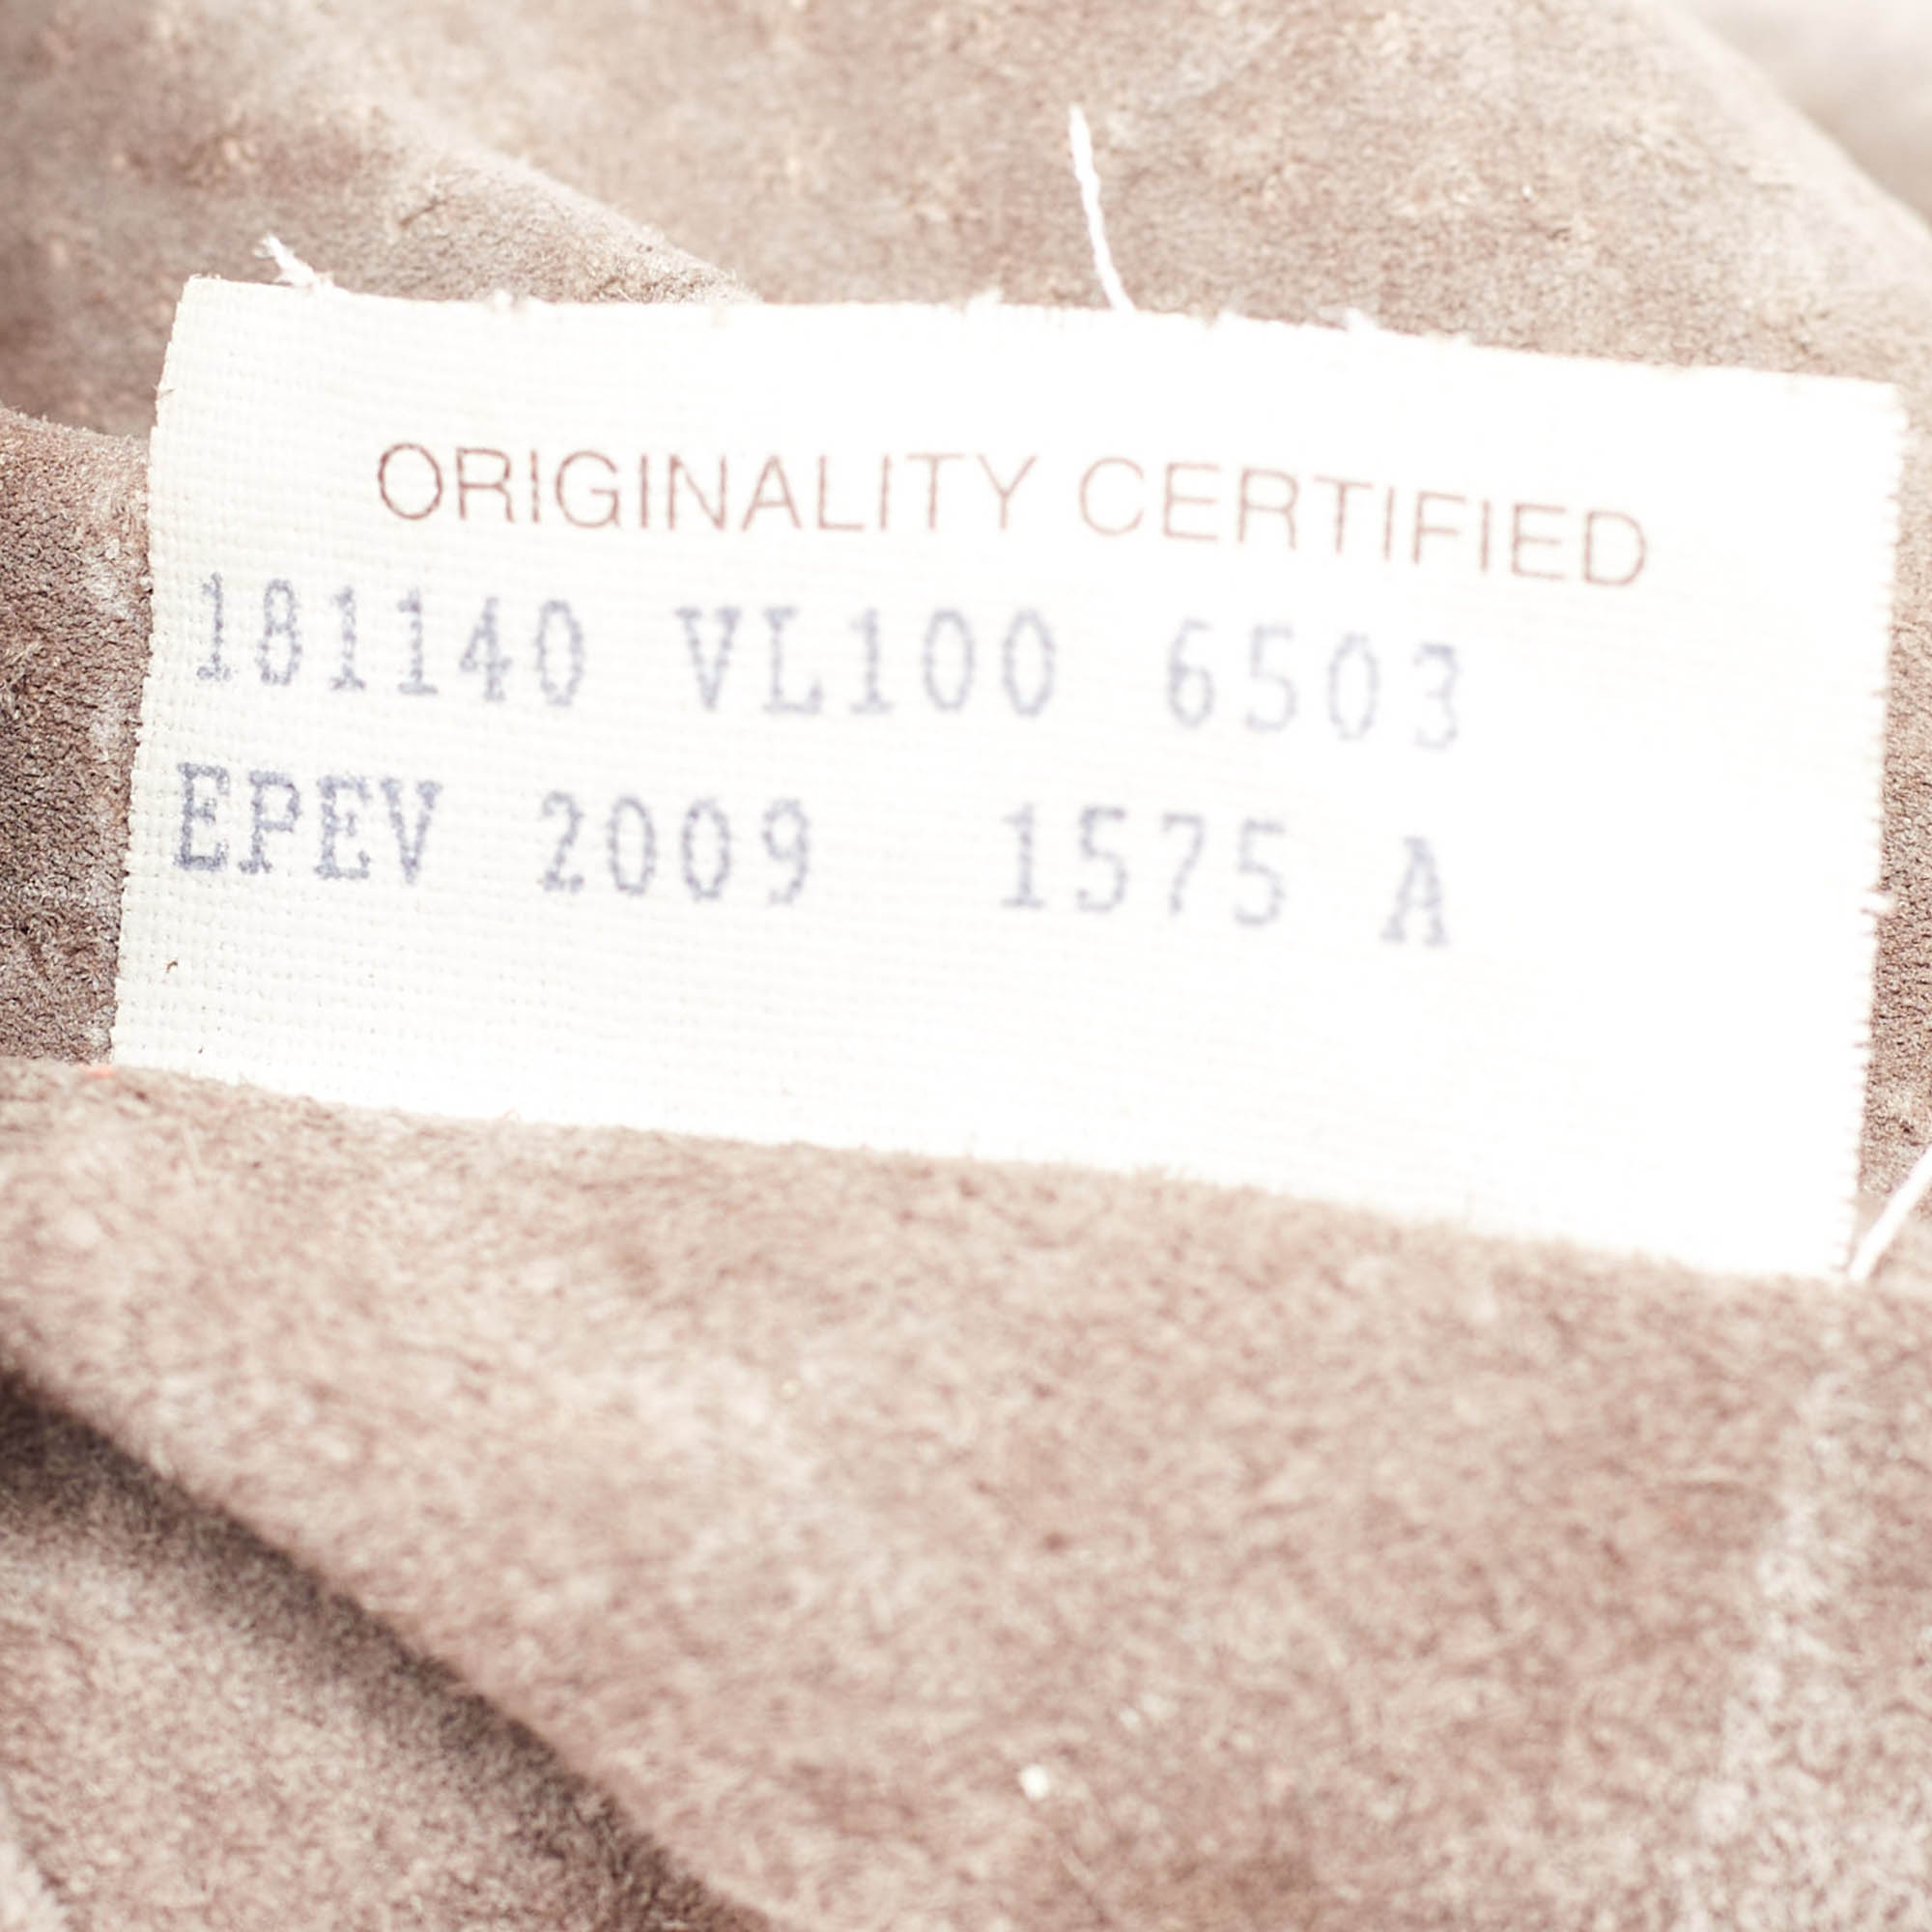 ORIGINALITY CERTIFIED
181140 VL100 6503
EPEV 2009 1575 A